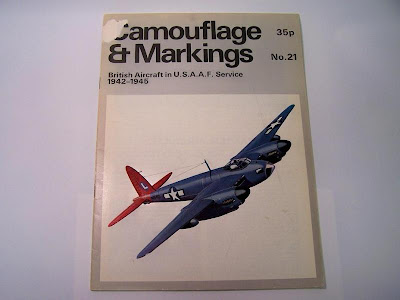 Camouflage
35p
& Markings
No.21
British Aircraft in U.S.A.A.F. Service
1942-1945